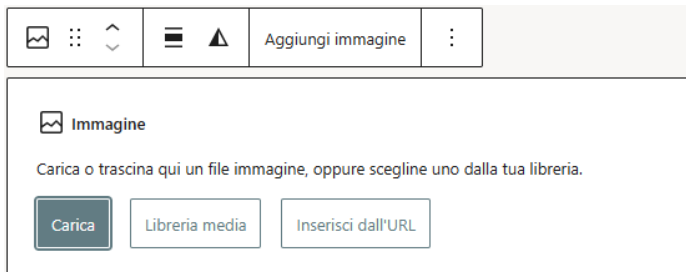 Aggiungi immagine
Immagine
Carica o trascina qui un file immagine, oppure scegline uno dalla tua libreria.
Carica Libreria media Inserisci dall'URL